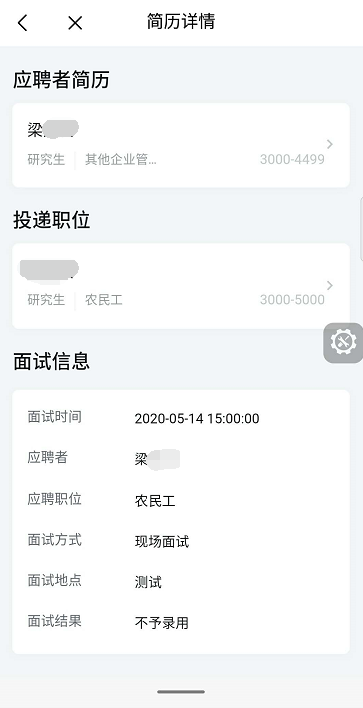 简历详情
应聘者简历
梁
研究生 其他企业管... 3000-4499
投递职位
研究生 农民工 3000-5000
面试信息
面试时间 2020-05-14 15:00:00
应聘者 梁
应聘职位 农民工
面试方式 现场面试
面试地点 测试
面试结果 不予录用